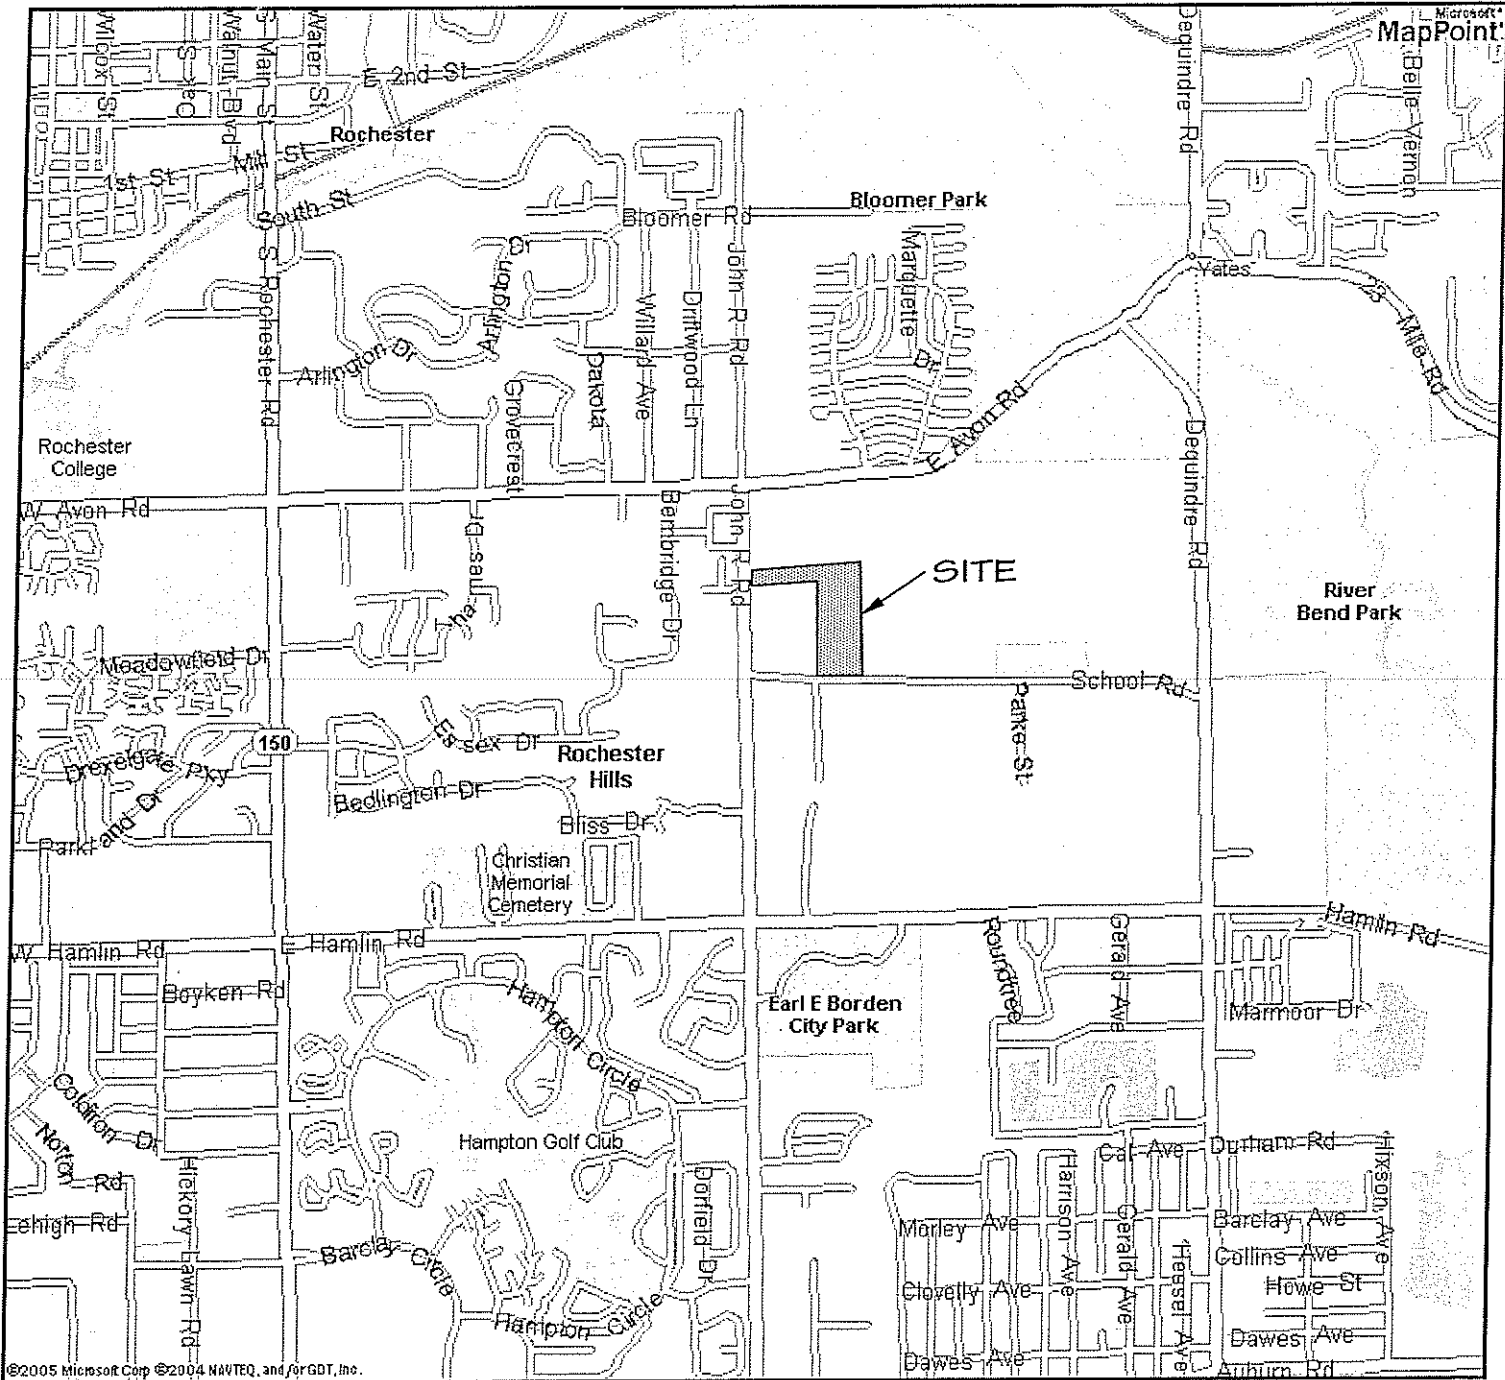 Microsoft
MapPoint
Wilcox St
Oak St
Walnut Blvd
S Main St
Water St
E 2nd St
Dequindre Rd
Belle Vernon
Rochester
Mill St
1st St
South St
Bloomer Rd
Bloomer Park
S Rochester Rd
Arlington Dr
John R Rd
Marquette Dr
Yates
23 Mile Rd
Arlington Dr
Dakota
Willard Ave
Driftwood Ln
Grovecrest
E Avon Rd
Rochester
College
W Avon Rd
Bembridge Dr
John R Rd
Dequindre Rd
SITE
River
Bend Park
Meadowfield Dr
School Rd
Parke St
150
Essex Dr
Rochester
Hills
Drexelgate Pky
Bedlington Dr
Bliss Dr
Parkland Dr
Christian
Memorial
Cemetery
W Hamlin Rd
E Hamlin Rd
Hamlin Rd
Roundtree
Gerald Ave
Boyken Rd
Hampton Circle
Earl E Borden
City Park
Marmoor Dr
Dr
Hampton Golf Club
Notton Rd
Cal Ave
Durham Rd
Hixson Ave
Hickory Lawn Rd
Dorfield Dr
Harrison Ave
Lehigh Rd
Morley Ave
Gerald Ave
Barclay Ave
Barclay Circle
Collins Ave
Hessel Ave
Clovelly Ave
Howe St
Hampton Circle
Dawes Ave
Dawes Ave
Auburn Rd
©2005 Microsoft Corp ©2004 NAVTEQ, and/or GDT, Inc.